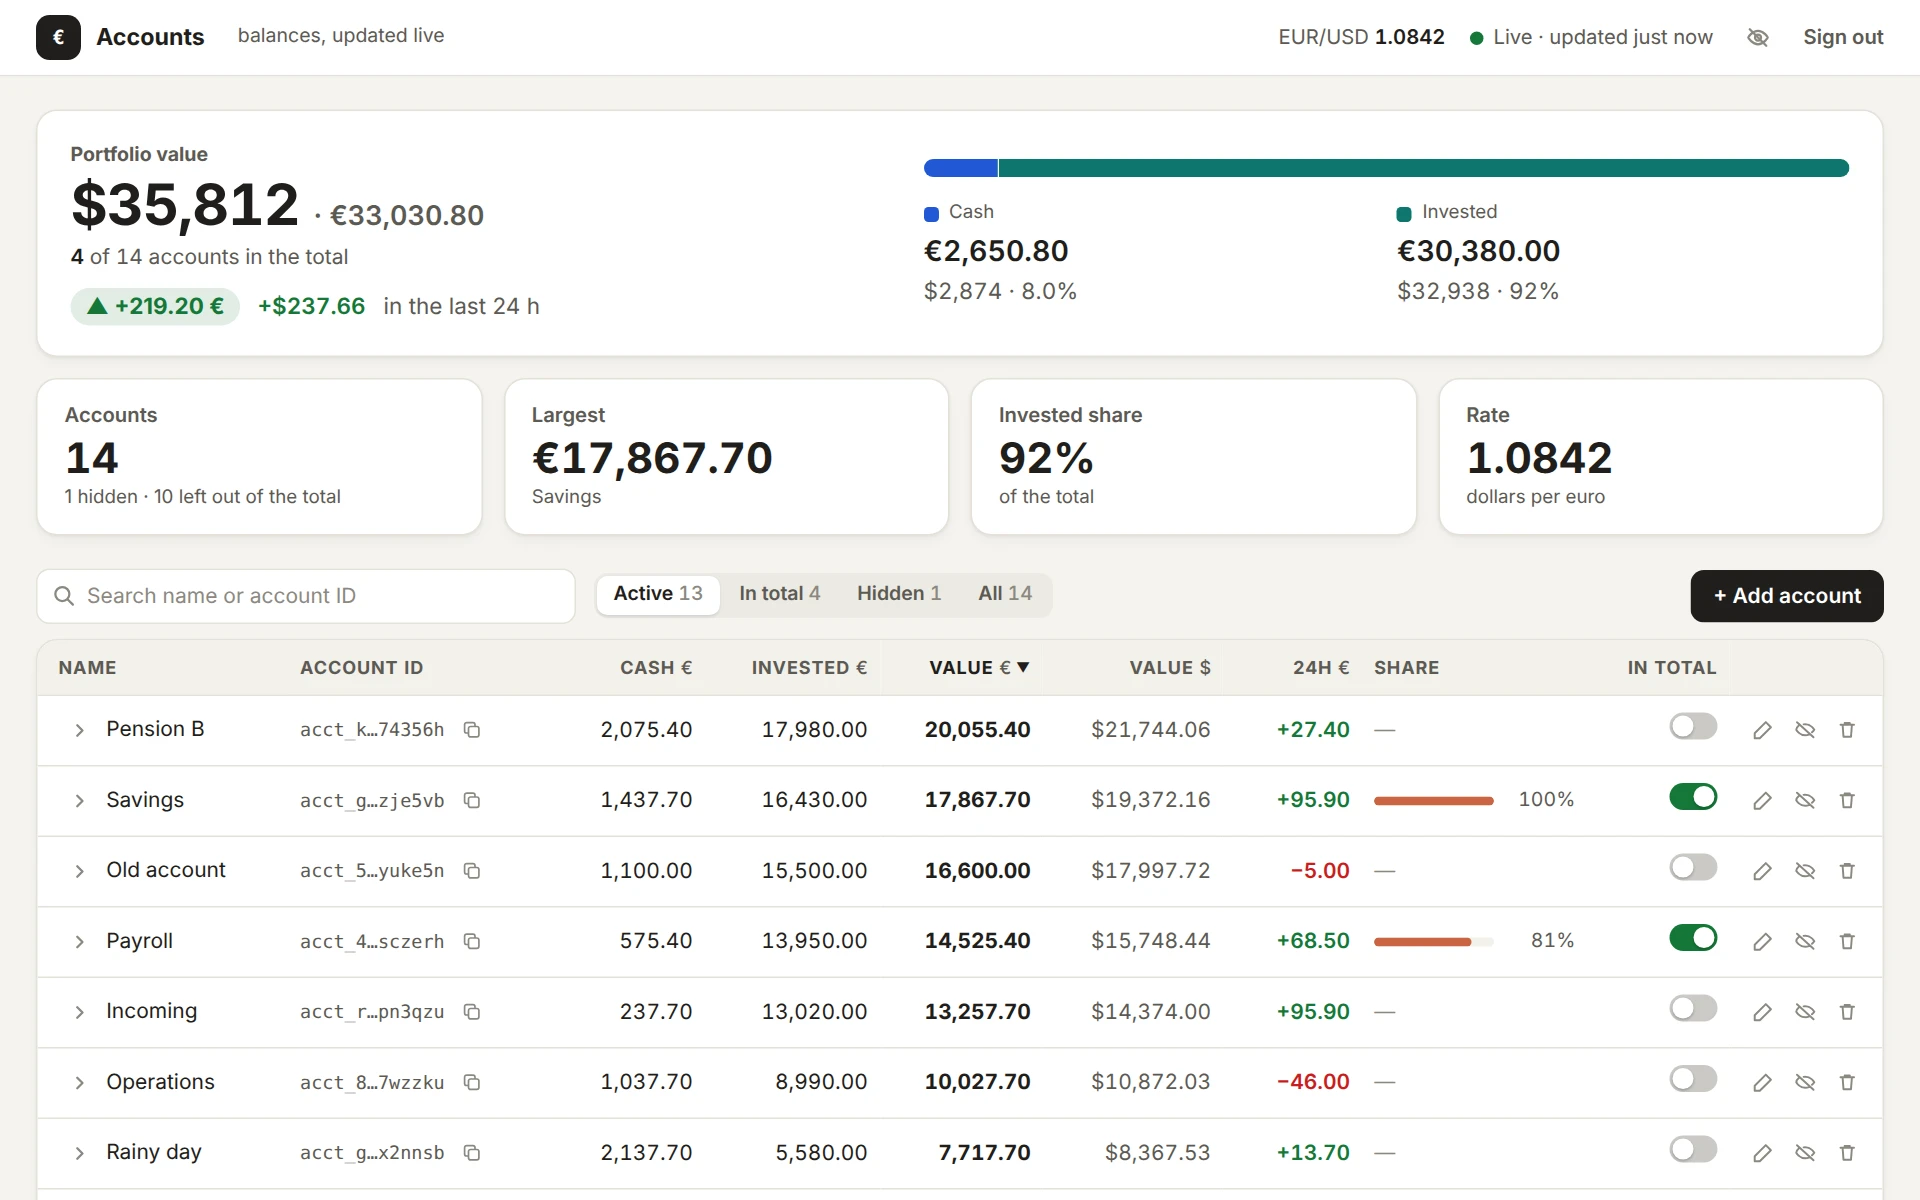 € Accounts balances, updated live EUR/USD 1.0842 Live · updated just now Sign out
Portfolio value
$35,812 · €33,030.80
4 of 14 accounts in the total
▲ +219.20 € +$237.66 in the last 24 h
Cash
€2,650.80
$2,874 · 8.0%
Invested
€30,380.00
$32,938 · 92%
Accounts
14
1 hidden · 10 left out of the total
Largest
€17,867.70
Savings
Invested share
92%
of the total
Rate
1.0842
dollars per euro
Search name or account ID
Active 13 In total 4 Hidden 1 All 14
+ Add account
NAME ACCOUNT ID CASH € INVESTED € VALUE € ▼ VALUE $ 24H € SHARE IN TOTAL
Pension B acct_k…74356h 2,075.40 17,980.00 20,055.40 $21,744.06 +27.40 —
Savings acct_g…zje5vb 1,437.70 16,430.00 17,867.70 $19,372.16 +95.90 100%
Old account acct_5…yuke5n 1,100.00 15,500.00 16,600.00 $17,997.72 −5.00 —
Payroll acct_4…sczerh 575.40 13,950.00 14,525.40 $15,748.44 +68.50 81%
Incoming acct_r…pn3qzu 237.70 13,020.00 13,257.70 $14,374.00 +95.90 —
Operations acct_8…7wzzku 1,037.70 8,990.00 10,027.70 $10,872.03 −46.00 —
Rainy day acct_g…x2nnsb 2,137.70 5,580.00 7,717.70 $8,367.53 +13.70 —